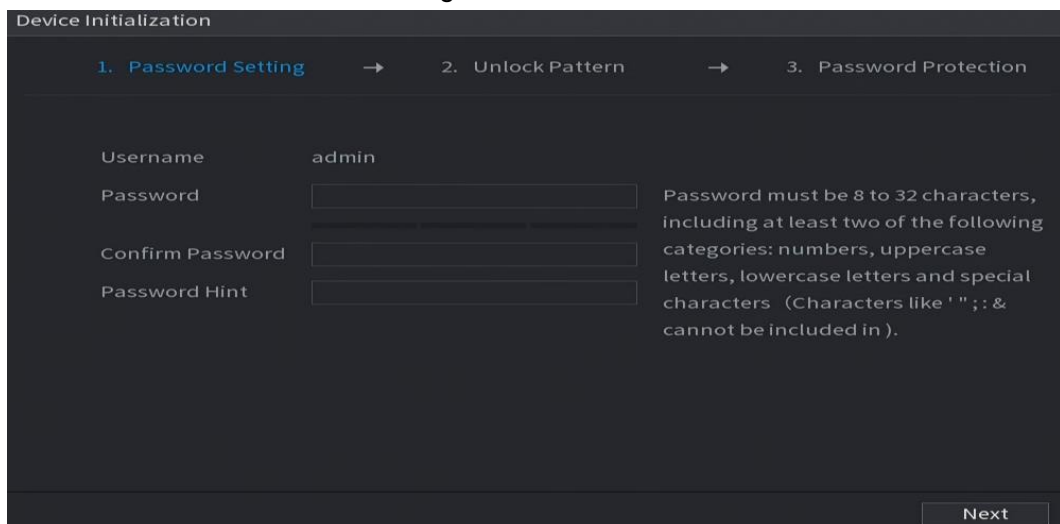 Device Initialization
1. Password Setting → 2. Unlock Pattern → 3. Password Protection
Username admin
Password
Password must be 8 to 32 characters,
including at least two of the following
Confirm Password
categories: numbers, uppercase
letters, lowercase letters and special
Password Hint
characters (Characters like ' " ; : &
cannot be included in ).
Next